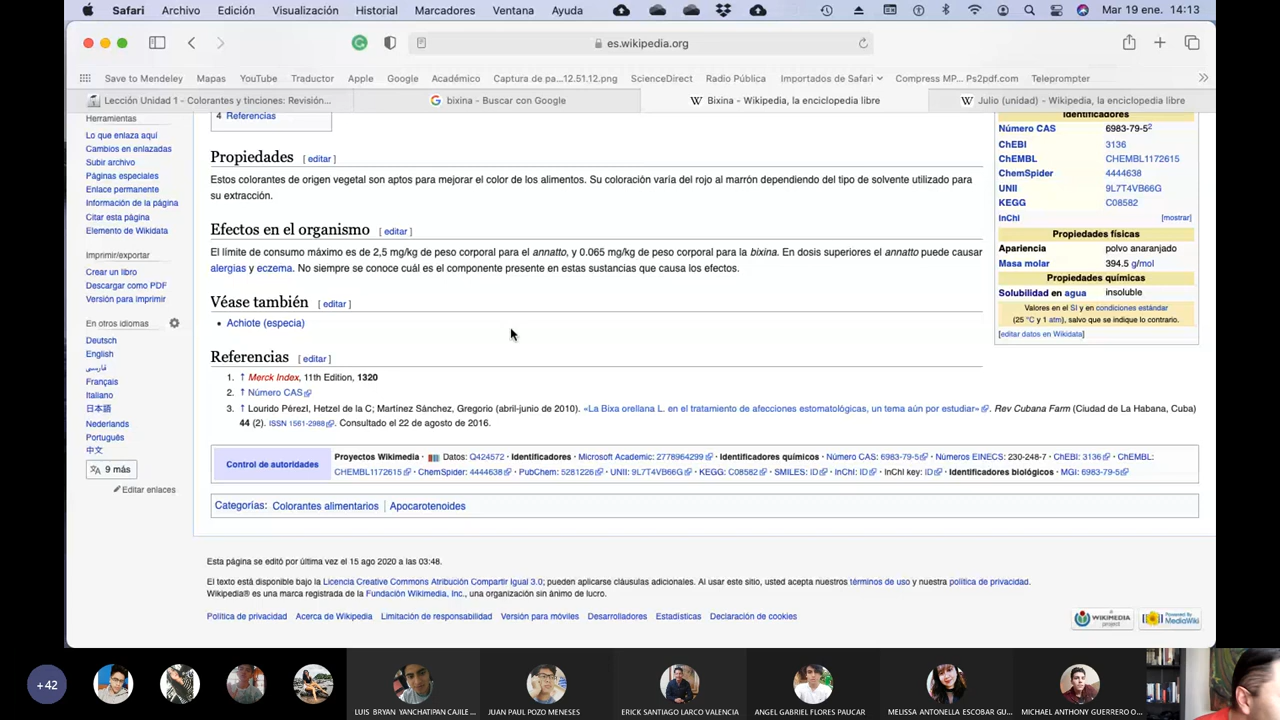 Safari Archivo Edición Visualización Historial Marcadores Ventana Ayuda Mar 19 ene. 14:13
es.wikipedia.org
Save to Mendeley Mapas YouTube Traductor Apple Google Académico Captura de pa...12.51.12.png ScienceDirect Radio Pública Importados de Safari Compress MP... Ps2pdf.com Teleprompter
Lección Unidad 1 - Colorantes y tinciones: Revisión... bixina - Buscar con Google Bixina - Wikipedia, la enciclopedia libre Julio (unidad) - Wikipedia, la enciclopedia libre
Herramientas
Lo que enlaza aquí
Cambios en enlazadas
Subir archivo
Páginas especiales
Enlace permanente
Información de la página
Citar esta página
Elemento de Wikidata
Imprimir/exportar
Crear un libro
Descargar como PDF
Versión para imprimir
En otros idiomas
Deutsch
English
فارسی
Français
Italiano
日本語
Nederlands
Português
中文
9 más
Editar enlaces
4 Referencias
Propiedades [ editar ]
Estos colorantes de origen vegetal son aptos para mejorar el color de los alimentos. Su coloración varía del rojo al marrón dependiendo del tipo de solvente utilizado para
su extracción.
Efectos en el organismo [ editar ]
El límite de consumo máximo es de 2,5 mg/kg de peso corporal para el annatto, y 0.065 mg/kg de peso corporal para la bixina. En dosis superiores el annatto puede causar
alergias y eczema. No siempre se conoce cuál es el componente presente en estas sustancias que causa los efectos.
Véase también [ editar ]
• Achiote (especia)
Referencias [ editar ]
1. ↑ Merck Index, 11th Edition, 1320
2. ↑ Número CAS
3. ↑ Lourido Pérezl, Hetzel de la C; Martínez Sánchez, Gregorio (abril-junio de 2010). «La Bixa orellana L. en el tratamiento de afecciones estomatológicas, un tema aún por estudiar». Rev Cubana Farm (Ciudad de La Habana, Cuba)
44 (2). ISSN 1561-2988. Consultado el 22 de agosto de 2016.
Identificadores
Número CAS 6983-79-5²
ChEBI 3136
ChEMBL CHEMBL1172615
ChemSpider 4444638
UNII 9L7T4VB66G
KEGG C08582
InChI [mostrar]
Propiedades físicas
Apariencia polvo anaranjado
Masa molar 394.5 g/mol
Propiedades químicas
Solubilidad en agua insoluble
Valores en el SI y en condiciones estándar
(25 °C y 1 atm), salvo que se indique lo contrario.
[editar datos en Wikidata]
Control de autoridades
Proyectos Wikimedia • Datos: Q424572 • Identificadores • Microsoft Academic: 2778964299 • Identificadores químicos • Número CAS: 6983-79-5 • Números EINECS: 230-248-7 • ChEBI: 3136 • ChEMBL:
CHEMBL1172615 • ChemSpider: 4444638 • PubChem: 5281226 • UNII: 9L7T4VB66G • KEGG: C08582 • SMILES: ID • InChI: ID • InChI key: ID • Identificadores biológicos • MGI: 6983-79-5
Categorías: Colorantes alimentarios | Apocarotenoides
Esta página se editó por última vez el 15 ago 2020 a las 03:48.
El texto está disponible bajo la Licencia Creative Commons Atribución Compartir Igual 3.0; pueden aplicarse cláusulas adicionales. Al usar este sitio, usted acepta nuestros términos de uso y nuestra política de privacidad.
Wikipedia® es una marca registrada de la Fundación Wikimedia, Inc., una organización sin ánimo de lucro.
Política de privacidad Acerca de Wikipedia Limitación de responsabilidad Versión para móviles Desarrolladores Estadísticas Declaración de cookies
WIKIMEDIA project Powered By MediaWiki
+42
LUIS BRYAN YANCHATIPAN CAJILE ... JUAN PAUL POZO MENESES ERICK SANTIAGO LARCO VALENCIA ANGEL GABRIEL FLORES PAUCAR MELISSA ANTONELLA ESCOBAR GU... MICHAEL ANTHONY GUERRERO O...